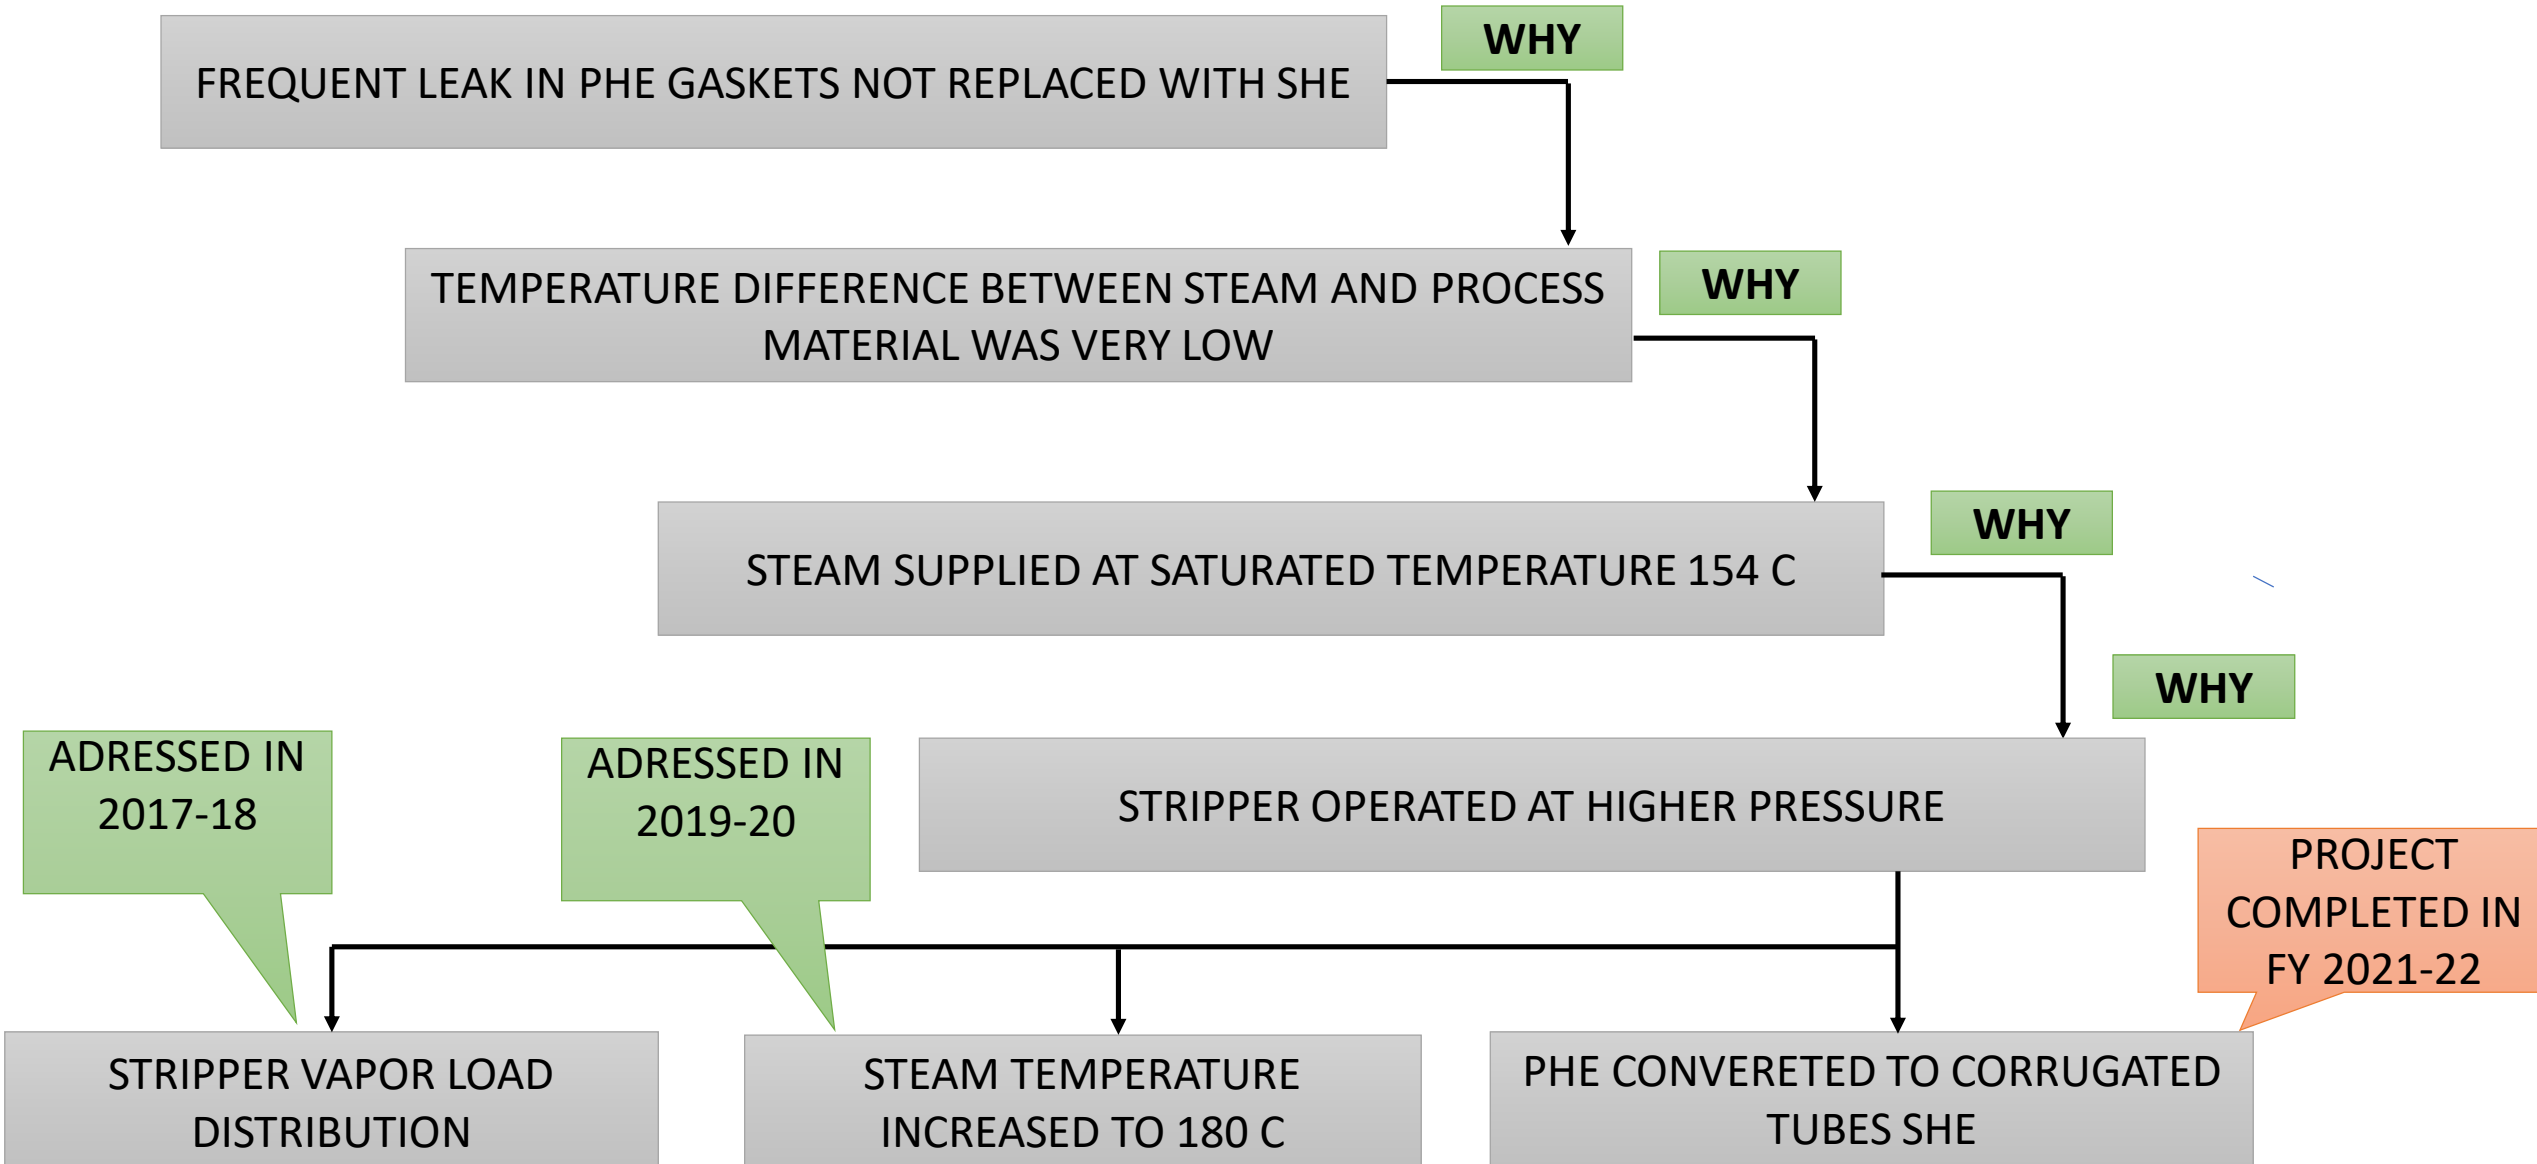 WHY
FREQUENT LEAK IN PHE GASKETS NOT REPLACED WITH SHE
WHY
TEMPERATURE DIFFERENCE BETWEEN STEAM AND PROCESS
MATERIAL WAS VERY LOW
WHY
STEAM SUPPLIED AT SATURATED TEMPERATURE 154 C
WHY
ADRESSED IN
2017-18
ADRESSED IN
2019-20
STRIPPER OPERATED AT HIGHER PRESSURE
PROJECT
COMPLETED IN
FY 2021-22
STRIPPER VAPOR LOAD
DISTRIBUTION
STEAM TEMPERATURE
INCREASED TO 180 C
PHE CONVERETED TO CORRUGATED
TUBES SHE